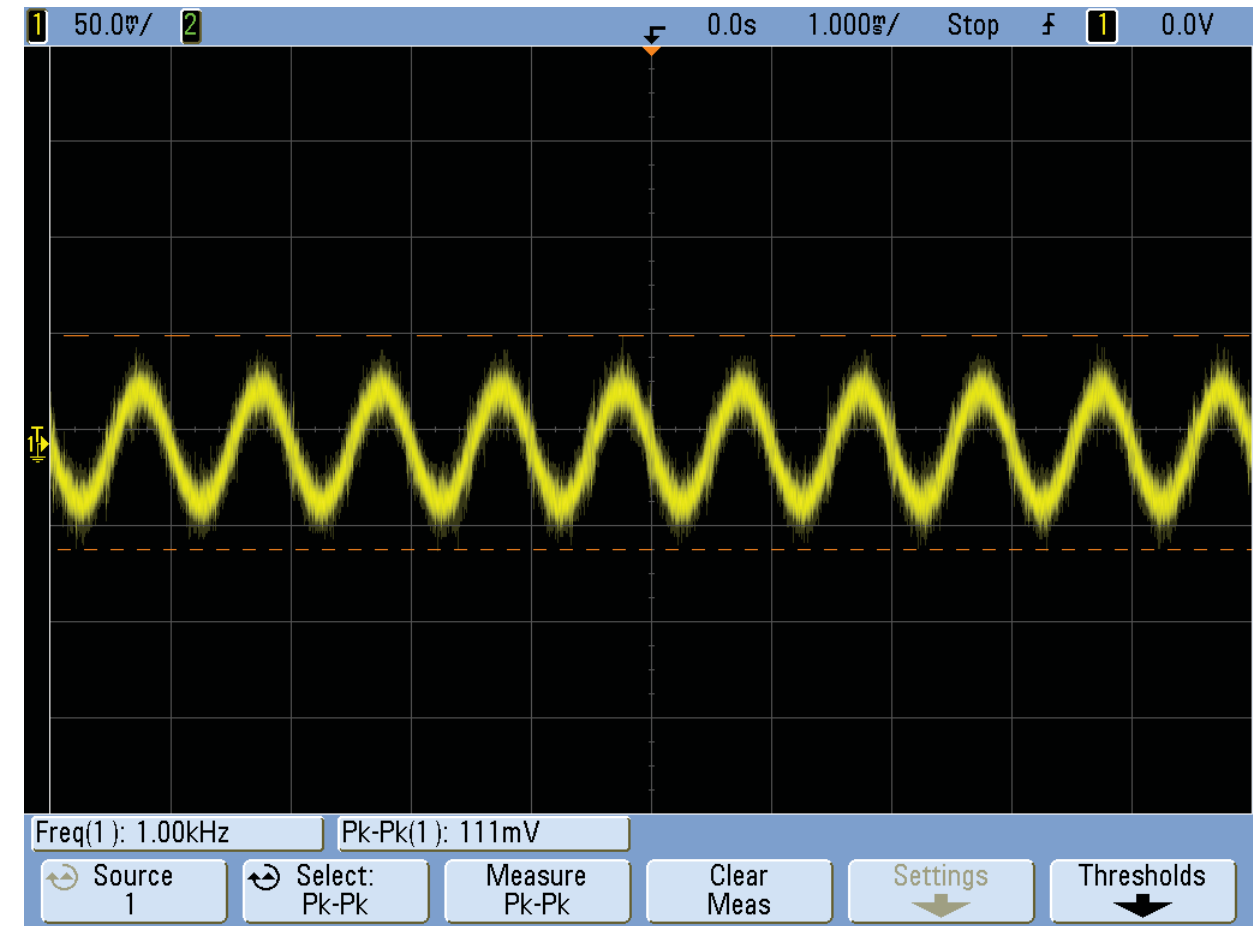 1 50.0mV/ 2 0.0s 1.000ms/ Stop 1 0.0V
T
1
Freq(1): 1.00kHz Pk-Pk(1): 111mV
Source Select: Measure Clear Settings Thresholds
1 Pk-Pk Pk-Pk Meas